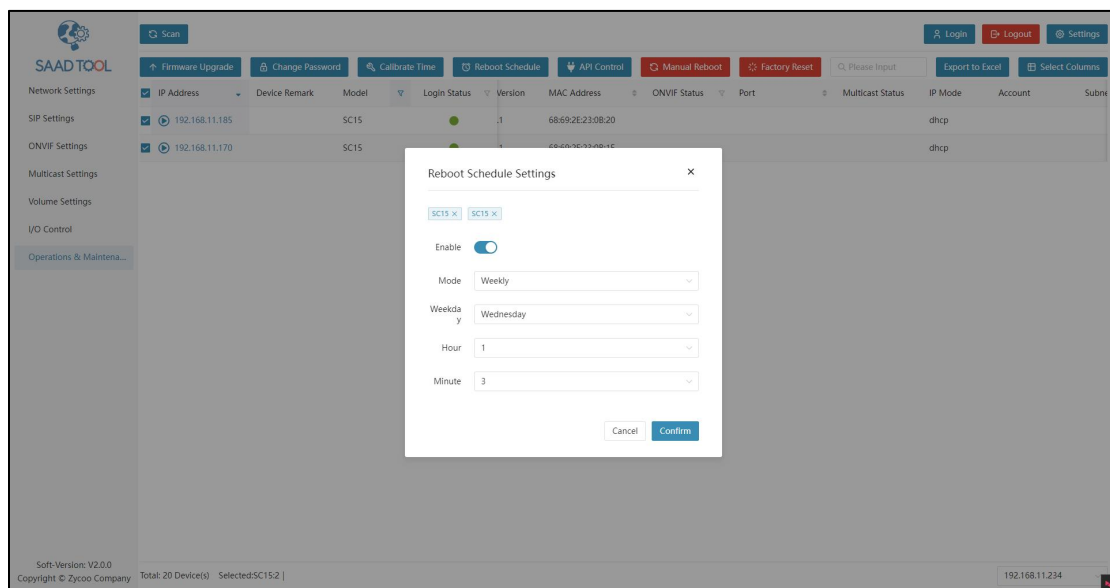 Scan
Login
Logout
Settings
SAAD TOOL
Firmware Upgrade
Change Password
Calibrate Time
Reboot Schedule
API Control
Manual Reboot
Factory Reset
Please Input
Export to Excel
Select Columns
Network Settings
IP Address Device Remark Model Login Status Version MAC Address ONVIF Status Port Multicast Status IP Mode Account Subne
SIP Settings
192.168.11.185 SC15 .1 68:69:2E:23:0B:20 dhcp
ONVIF Settings
192.168.11.170 SC15 dhcp
Multicast Settings
Volume Settings
I/O Control
Operations & Maintena...
Reboot Schedule Settings
SC15 × SC15 ×
Enable
Mode Weekly
Weekda
y
Wednesday
Hour 1
Minute 3
Cancel Confirm
Soft-Version: V2.0.0
Copyright © Zycoo Company
Total: 20 Device(s) Selected:SC15:2 |
192.168.11.234